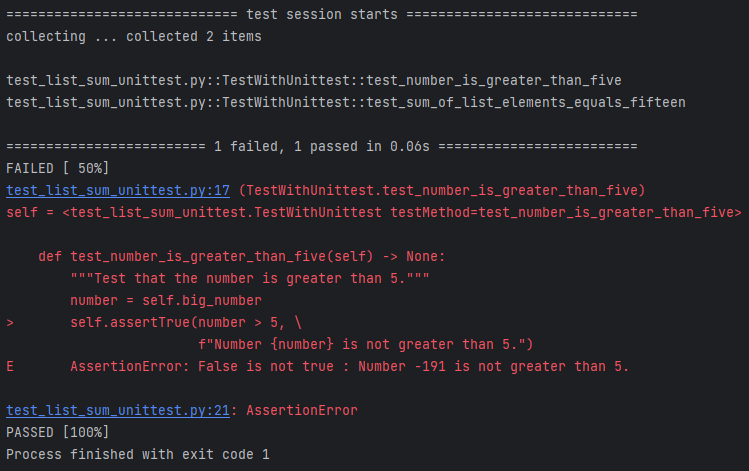 ============================= test session starts =============================
collecting ... collected 2 items
test_list_sum_unittest.py::TestWithUnittest::test_number_is_greater_than_five
test_list_sum_unittest.py::TestWithUnittest::test_sum_of_list_elements_equals_fifteen
========================= 1 failed, 1 passed in 0.06s =========================
FAILED [ 50%]
test_list_sum_unittest.py:17 (TestWithUnittest.test_number_is_greater_than_five)
self = <test_list_sum_unittest.TestWithUnittest testMethod=test_number_is_greater_than_five>
    def test_number_is_greater_than_five(self) -> None:
        """Test that the number is greater than 5."""
        number = self.big_number
>       self.assertTrue(number > 5, \
                        f"Number {number} is not greater than 5.")
E       AssertionError: False is not true : Number -191 is not greater than 5.
test_list_sum_unittest.py:21: AssertionError
PASSED [100%]
Process finished with exit code 1